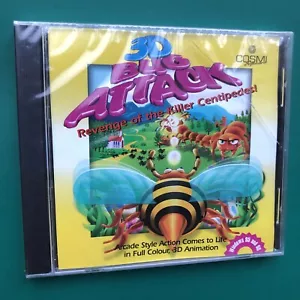 3D
BUG
ATTACK
COSMI
Revenge of the Killer Centipedes!
Arcade Style Action Comes to Life
in Full Colour, 3D Animation